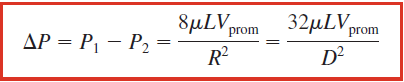 ΔP = P₁ − P₂ = 8μLV_prom / R² = 32μLV_prom / D²